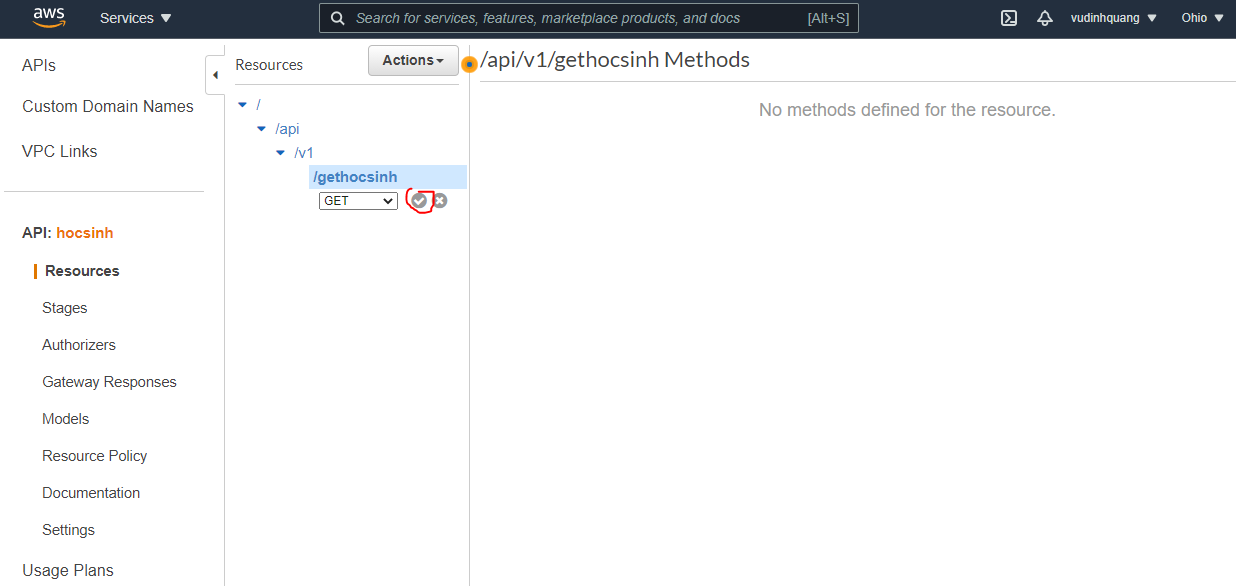 aws Services Search for services, features, marketplace products, and docs [Alt+S] vudinhquang Ohio
APIs
Custom Domain Names
VPC Links
API: hocsinh
Resources
Stages
Authorizers
Gateway Responses
Models
Resource Policy
Documentation
Settings
Usage Plans
Resources Actions
/
/api
/v1
/gethocsinh
GET
/api/v1/gethocsinh Methods
No methods defined for the resource.